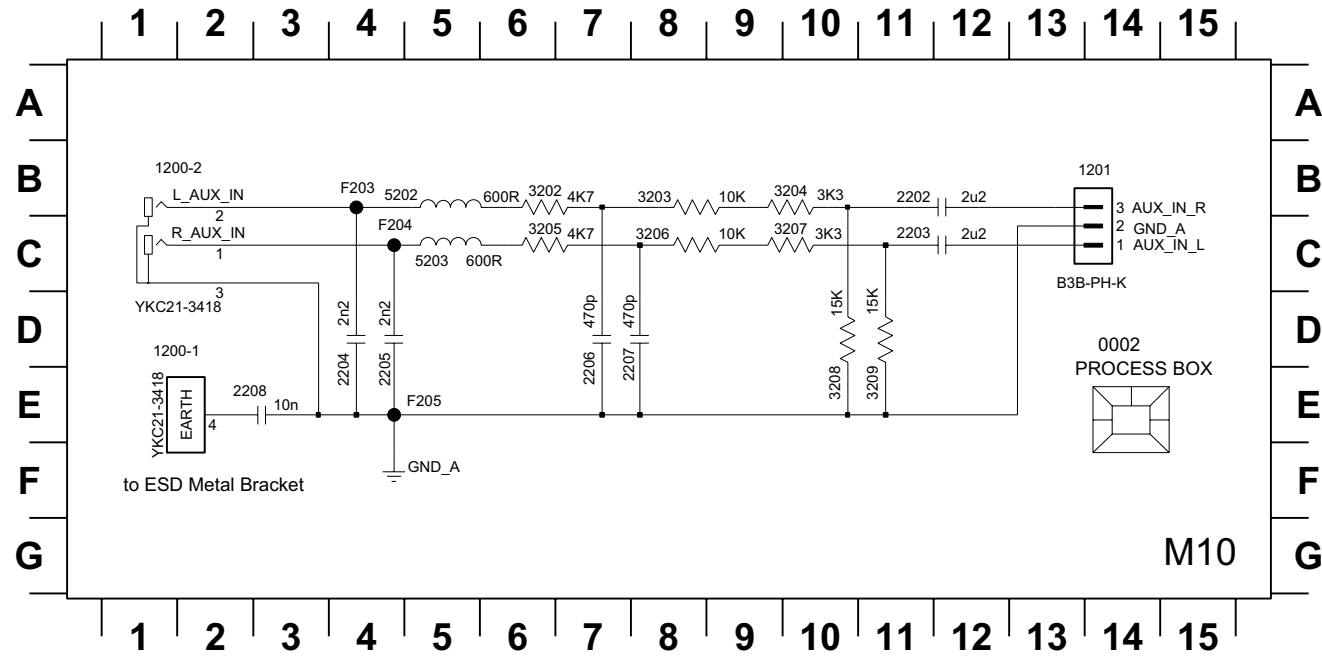 1 2 3 4 5 6 7 8 9 10 11 12 13 14 15
A A
1200-2 1201
B L_AUX_IN F203 5202 600R 3202 4K7 3203 10K 3204 3K3 2202 2u2 B
2 3 AUX_IN_R
F204 2 GND_A
C R_AUX_IN 3205 4K7 3206 10K 3207 3K3 2203 2u2 1 AUX_IN_L C
1 5203 600R
3 B3B-PH-K
YKC21-3418
D 2n2 2n2 470p 470p 15K 15K D
2204 2205 2206 2207 3208 3209
1200-1 0002
PROCESS BOX
E YKC21-3418 EARTH 4 2208 10n F205 E
GND_A
F to ESD Metal Bracket F
G M10 G
1 2 3 4 5 6 7 8 9 10 11 12 13 14 15